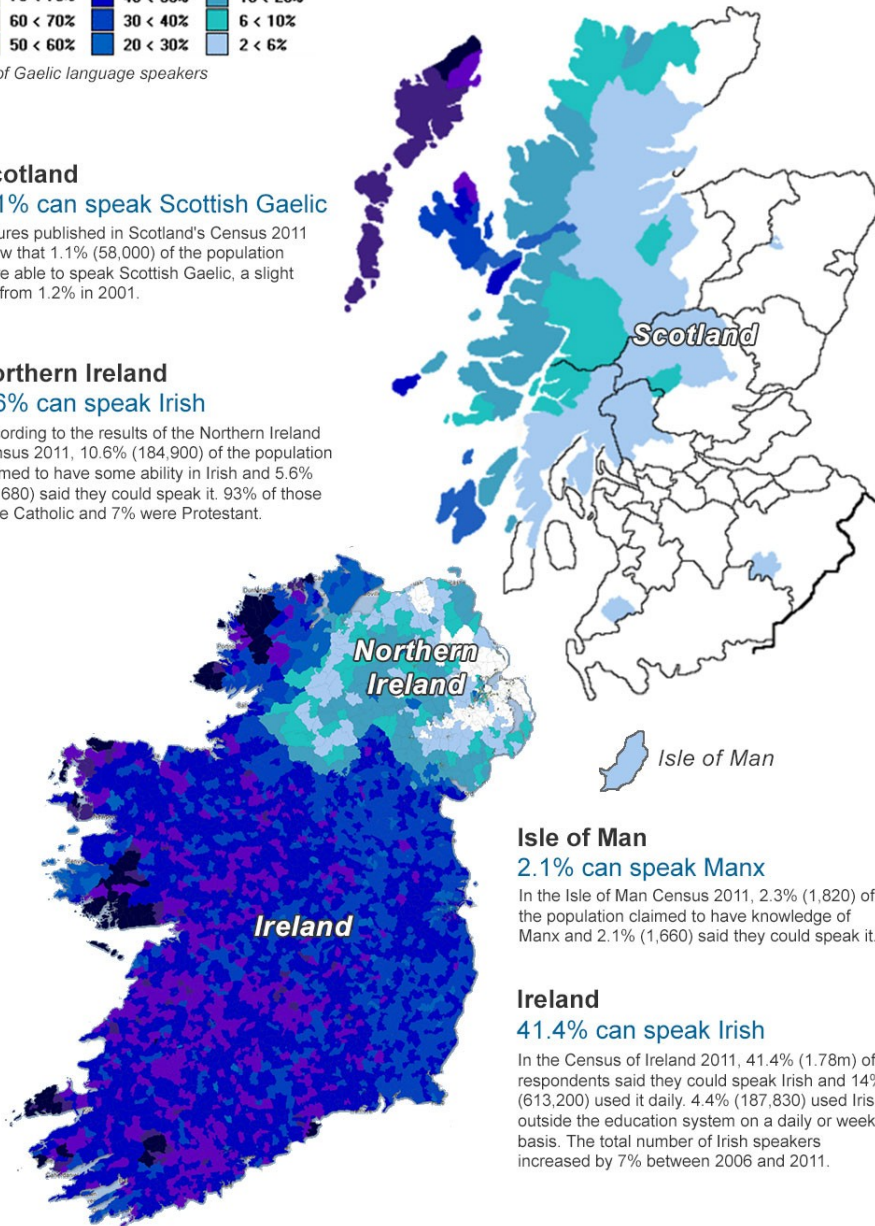 60 < 70% 30 < 40% 6 < 10%
50 < 60% 20 < 30% 2 < 6%
of Gaelic language speakers
cotland
1% can speak Scottish Gaelic
ures published in Scotland's Census 2011
w that 1.1% (58,000) of the population
re able to speak Scottish Gaelic, a slight
from 1.2% in 2001.
Scotland
orthern Ireland
6% can speak Irish
ording to the results of the Northern Ireland
nsus 2011, 10.6% (184,900) of the population
med to have some ability in Irish and 5.6%
680) said they could speak it. 93% of those
e Catholic and 7% were Protestant.
Northern
Ireland
Isle of Man
Isle of Man
2.1% can speak Manx
In the Isle of Man Census 2011, 2.3% (1,820) of
the population claimed to have knowledge of
Manx and 2.1% (1,660) said they could speak it.
Ireland
Ireland
41.4% can speak Irish
In the Census of Ireland 2011, 41.4% (1.78m) of
respondents said they could speak Irish and 14%
(613,200) used it daily. 4.4% (187,830) used Iris
outside the education system on a daily or week
basis. The total number of Irish speakers
increased by 7% between 2006 and 2011.